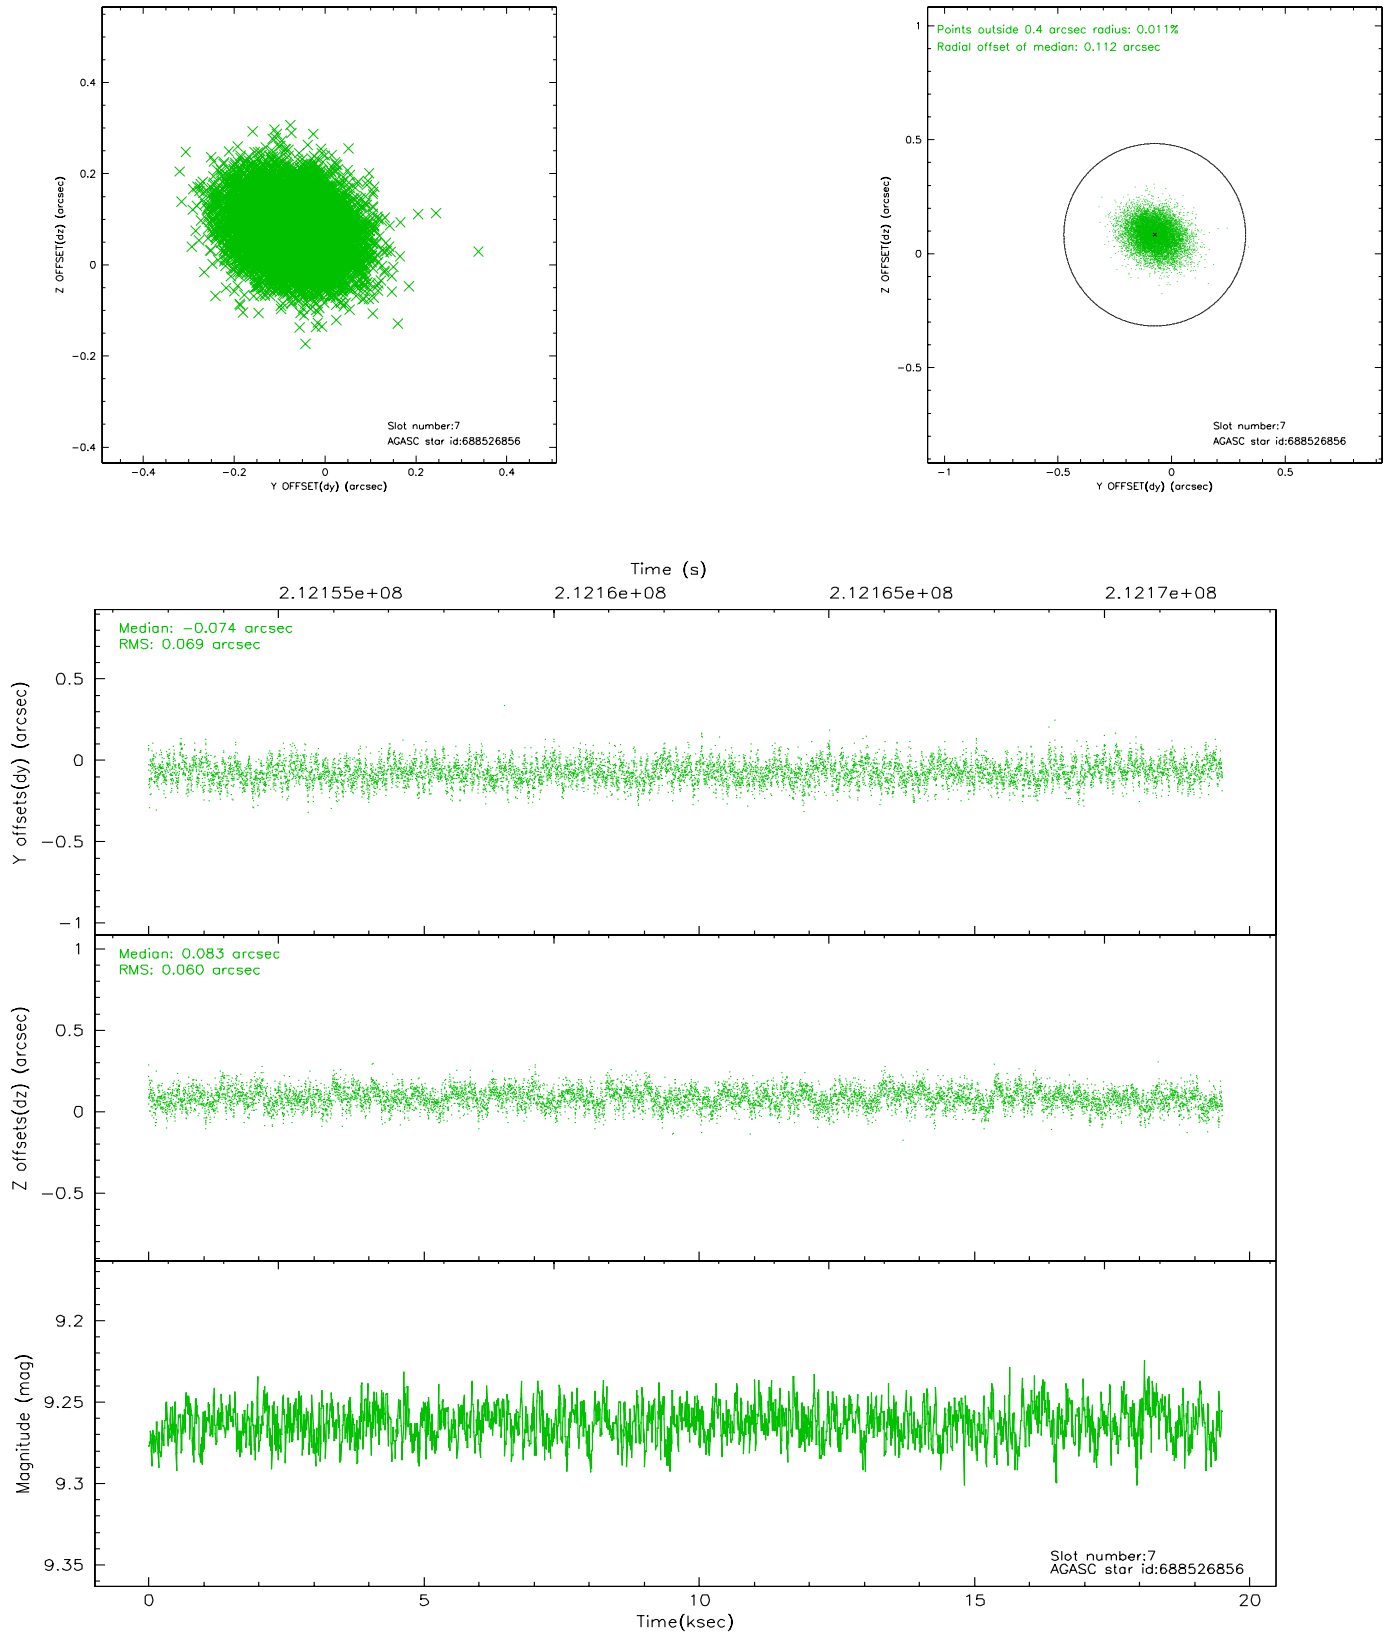 0.4
0.2
0
-0.2
-0.4
Z OFFSET(dz) (arcsec)
Slot number:7
AGASC star id:688526856
-0.4 -0.2 0 0.2 0.4
Y OFFSET(dy) (arcsec)
Points outside 0.4 arcsec radius: 0.011%
Radial offset of median: 0.112 arcsec
1
0.5
0
-0.5
Z OFFSET(dz) (arcsec)
Slot number:7
AGASC star id:688526856
-1 -0.5 0 0.5
Y OFFSET(dy) (arcsec)
Time (s)
2.12155e+08 2.1216e+08 2.12165e+08 2.1217e+08
Median: -0.074 arcsec
RMS: 0.069 arcsec
0.5
0
-0.5
-1
Y offsets(dy) (arcsec)
Median: 0.083 arcsec
RMS: 0.060 arcsec
1
0.5
0
-0.5
Z offsets(dz) (arcsec)
9.2
9.25
9.3
9.35
Magnitude (mag)
Slot number:7
AGASC star id:688526856
0 5 10 15 20
Time(ksec)